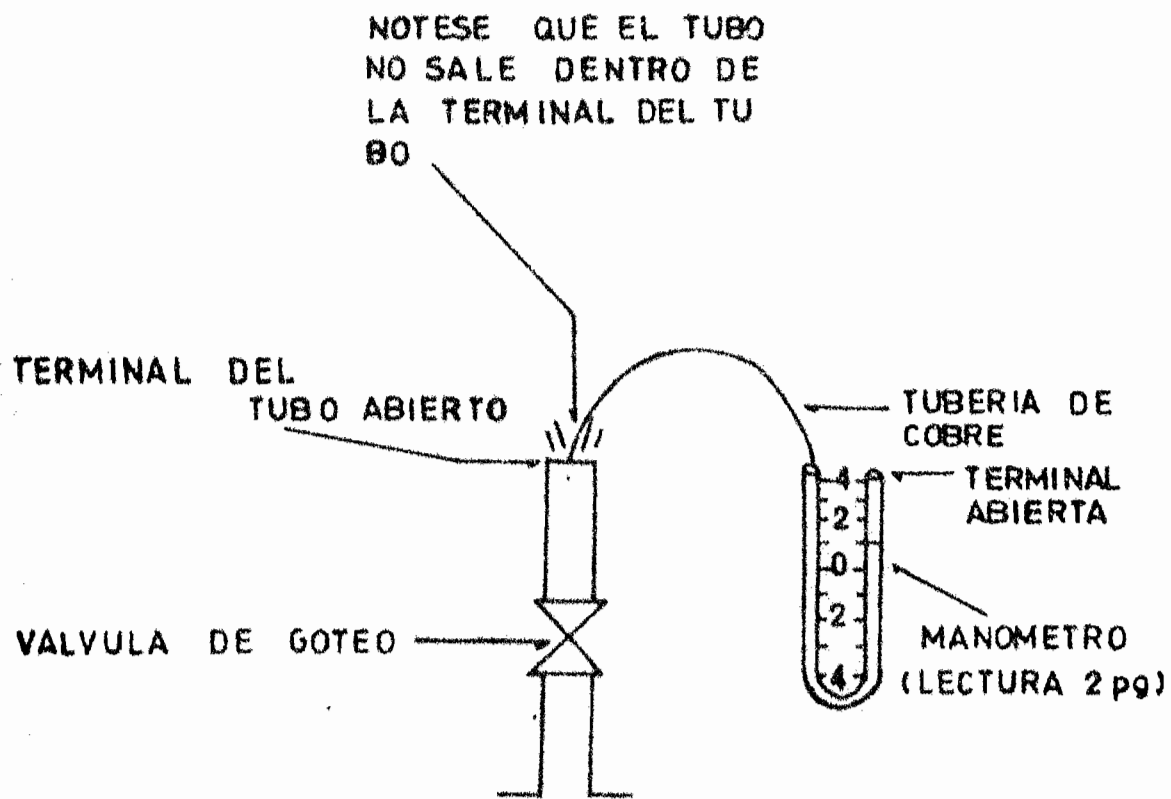 NOTESE QUE EL TUBO
NO SALE DENTRO DE
LA TERMINAL DEL TU
BO
TERMINAL DEL
TUBO ABIERTO
TUBERIA DE
COBRE
TERMINAL
ABIERTA
4
2
0
2
4
VALVULA DE GOTEO
MANOMETRO
(LECTURA 2 pg)